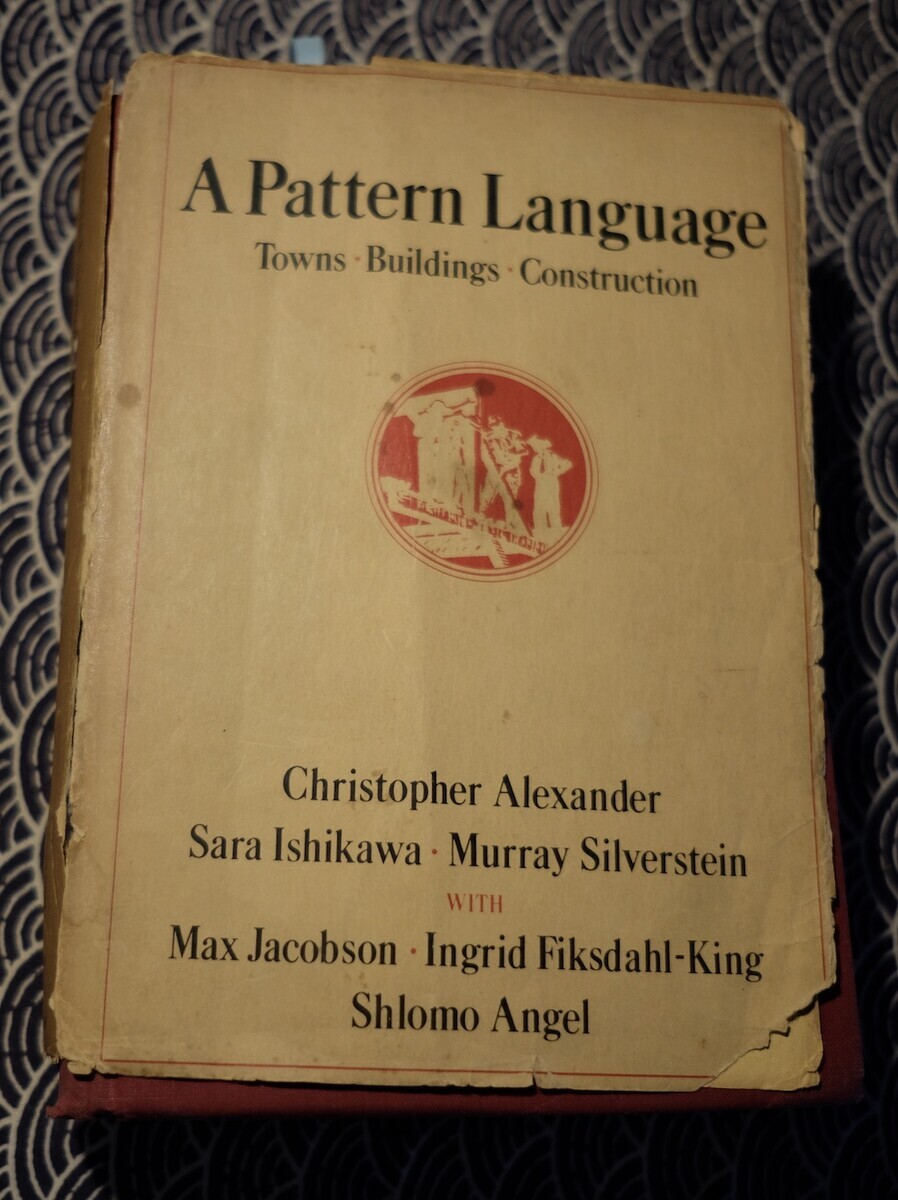 A Pattern Language
Towns · Buildings · Construction
Christopher Alexander
Sara Ishikawa · Murray Silverstein
WITH
Max Jacobson · Ingrid Fiksdahl-King
Shlomo Angel